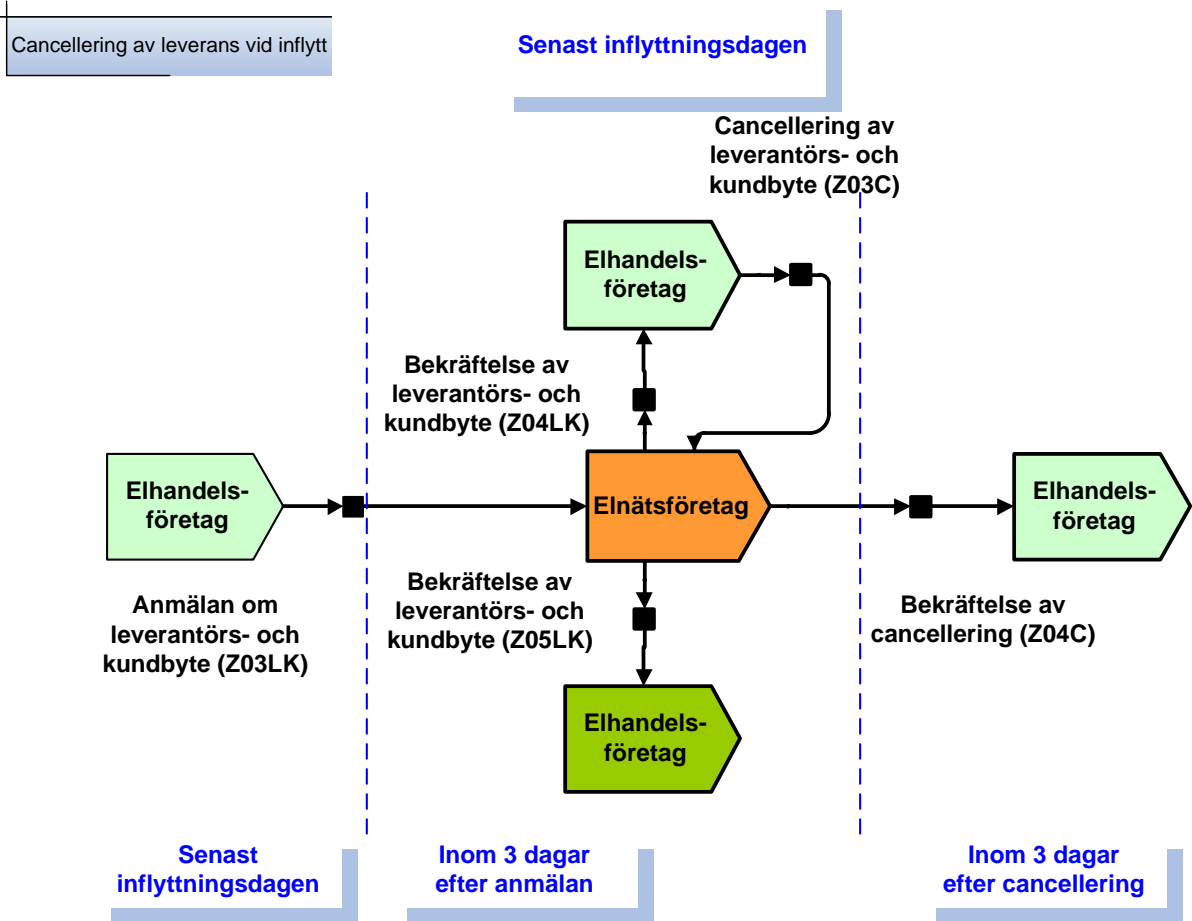 Cancellering av leverans vid inflytt
Senast inflyttningsdagen
Cancellering av
leverantörs- och
kundbyte (Z03C)
Elhandels-
företag
Bekräftelse av
leverantörs- och
kundbyte (Z04LK)
Elhandels-
företag
Elnätsföretag
Elhandels-
företag
Anmälan om
leverantörs- och
kundbyte (Z03LK)
Bekräftelse av
leverantörs- och
kundbyte (Z05LK)
Bekräftelse av
cancellering (Z04C)
Elhandels-
företag
Senast
inflyttningsdagen
Inom 3 dagar
efter anmälan
Inom 3 dagar
efter cancellering